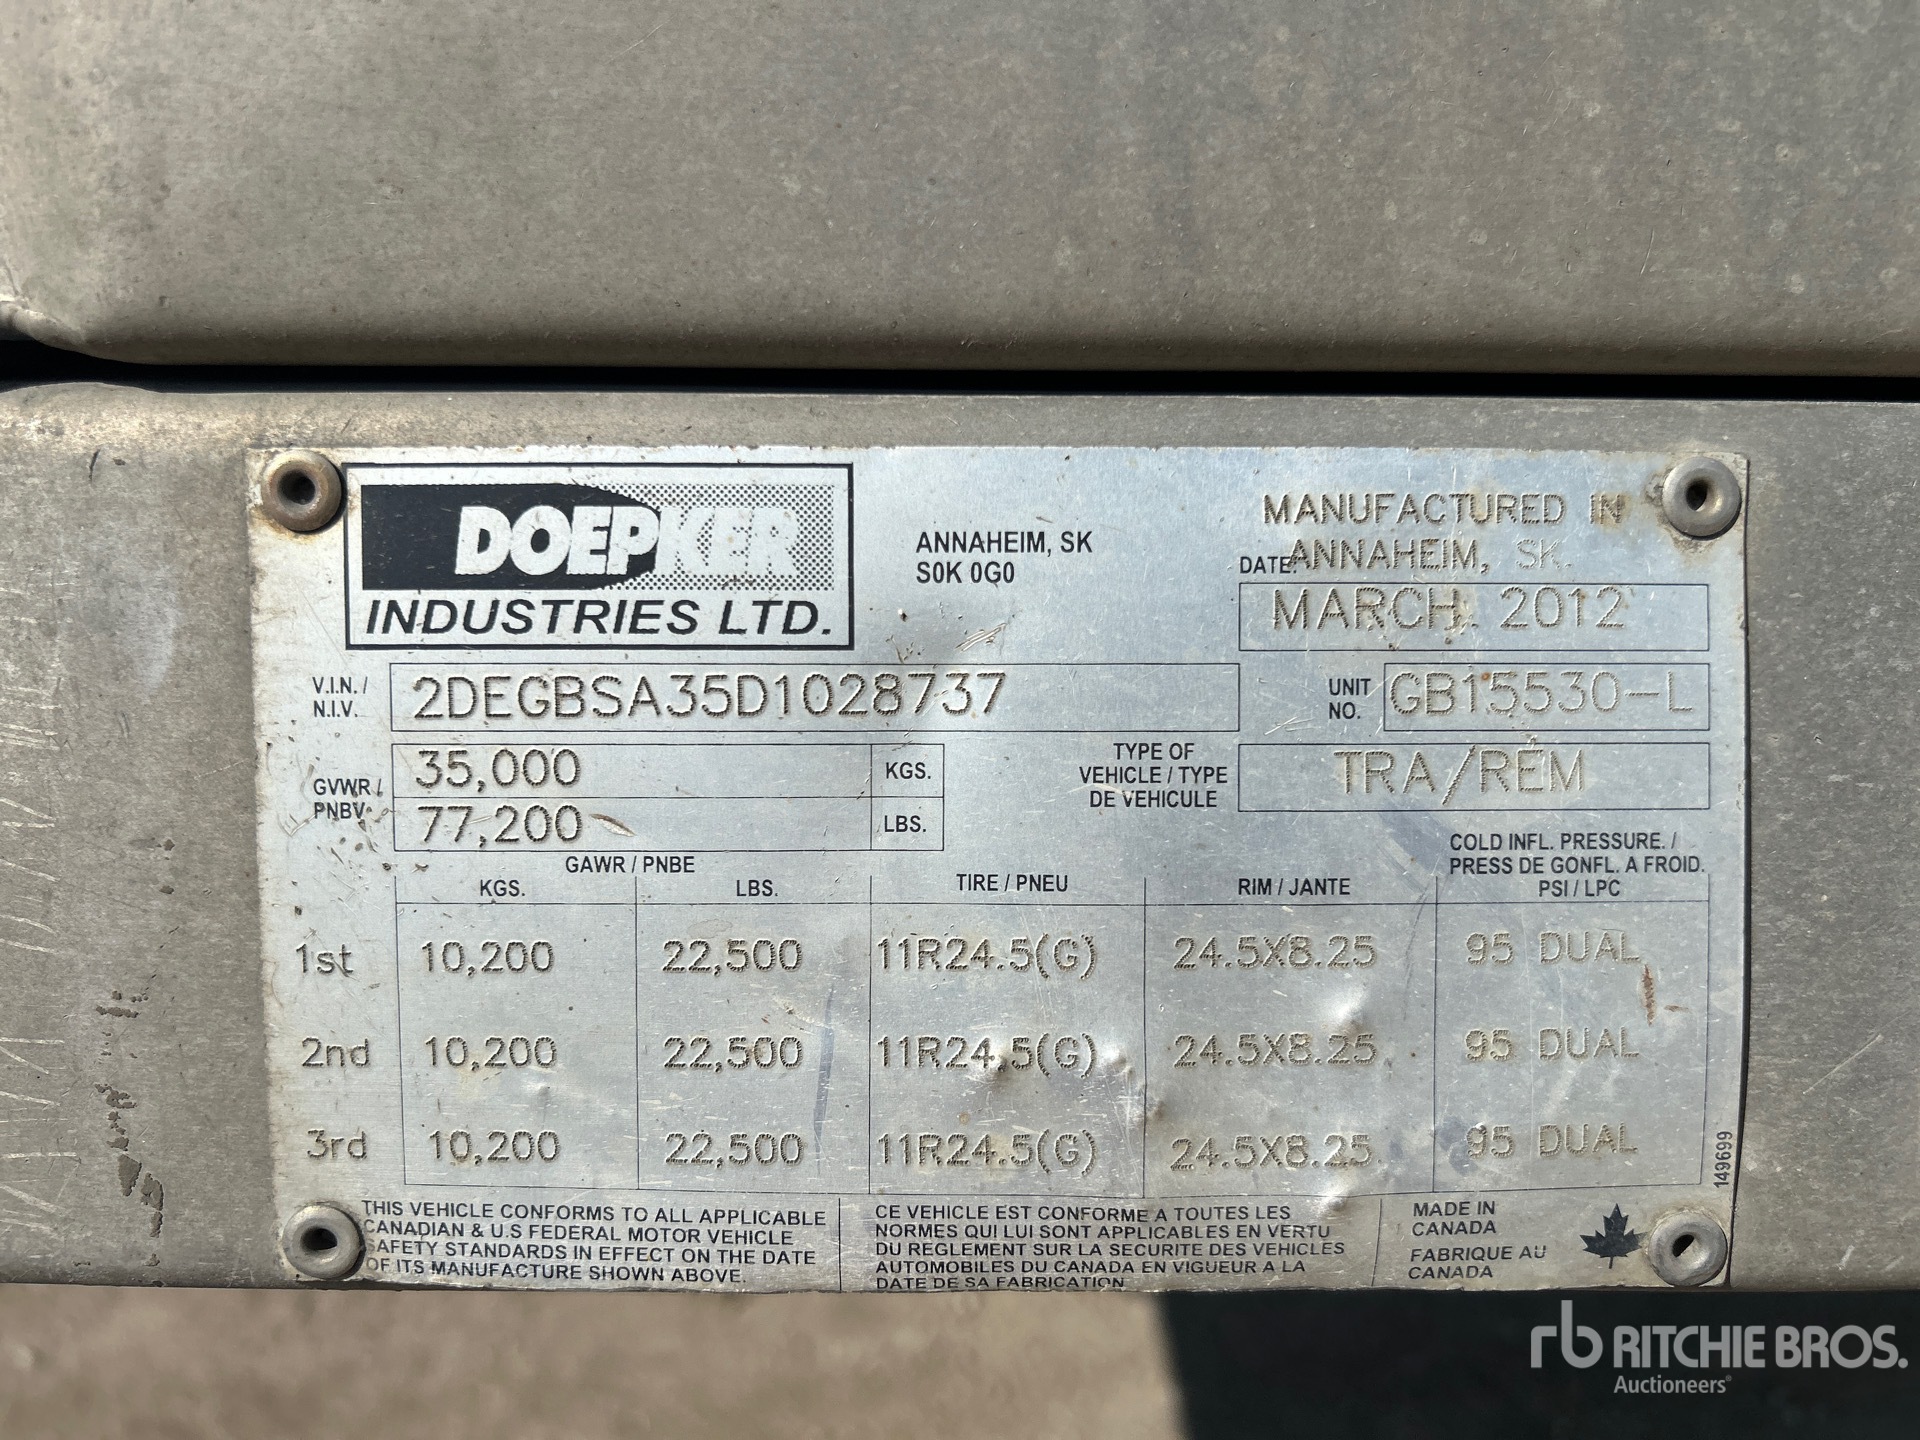 DOEPKER
INDUSTRIES LTD.
ANNAHEIM, SK
S0K 0G0
MANUFACTURED IN
DATE: ANNAHEIM, SK.
MARCH 2012
V.I.N. /
N.I.V.
2DEGBSA35D1028737
UNIT
NO.
GB15530-L
GVWR /
PNBV
35,000 KGS.
77,200 LBS.
TYPE OF
VEHICLE / TYPE
DE VEHICULE
TRA/REM
GAWR / PNBE
KGS. LBS. TIRE / PNEU RIM / JANTE
COLD INFL. PRESSURE. /
PRESS DE GONFL. A FROID.
PSI / LPC
1st 10,200 22,500 11R24.5(G) 24.5X8.25 95 DUAL
2nd 10,200 22,500 11R24.5(G) 24.5X8.25 95 DUAL
3rd 10,200 22,500 11R24.5(G) 24.5X8.25 95 DUAL
149699
THIS VEHICLE CONFORMS TO ALL APPLICABLE
CANADIAN & U.S FEDERAL MOTOR VEHICLE
SAFETY STANDARDS IN EFFECT ON THE DATE
OF ITS MANUFACTURE SHOWN ABOVE.
CE VEHICLE EST CONFORME A TOUTES LES
NORMES QUI LUI SONT APPLICABLES EN VERTU
DU REGLEMENT SUR LA SECURITE DES VEHICLES
AUTOMOBILES DU CANADA EN VIGUEUR A LA
DATE DE SA FABRICATION
MADE IN
CANADA
FABRIQUE AU
CANADA
rb RITCHIE BROS.
Auctioneers